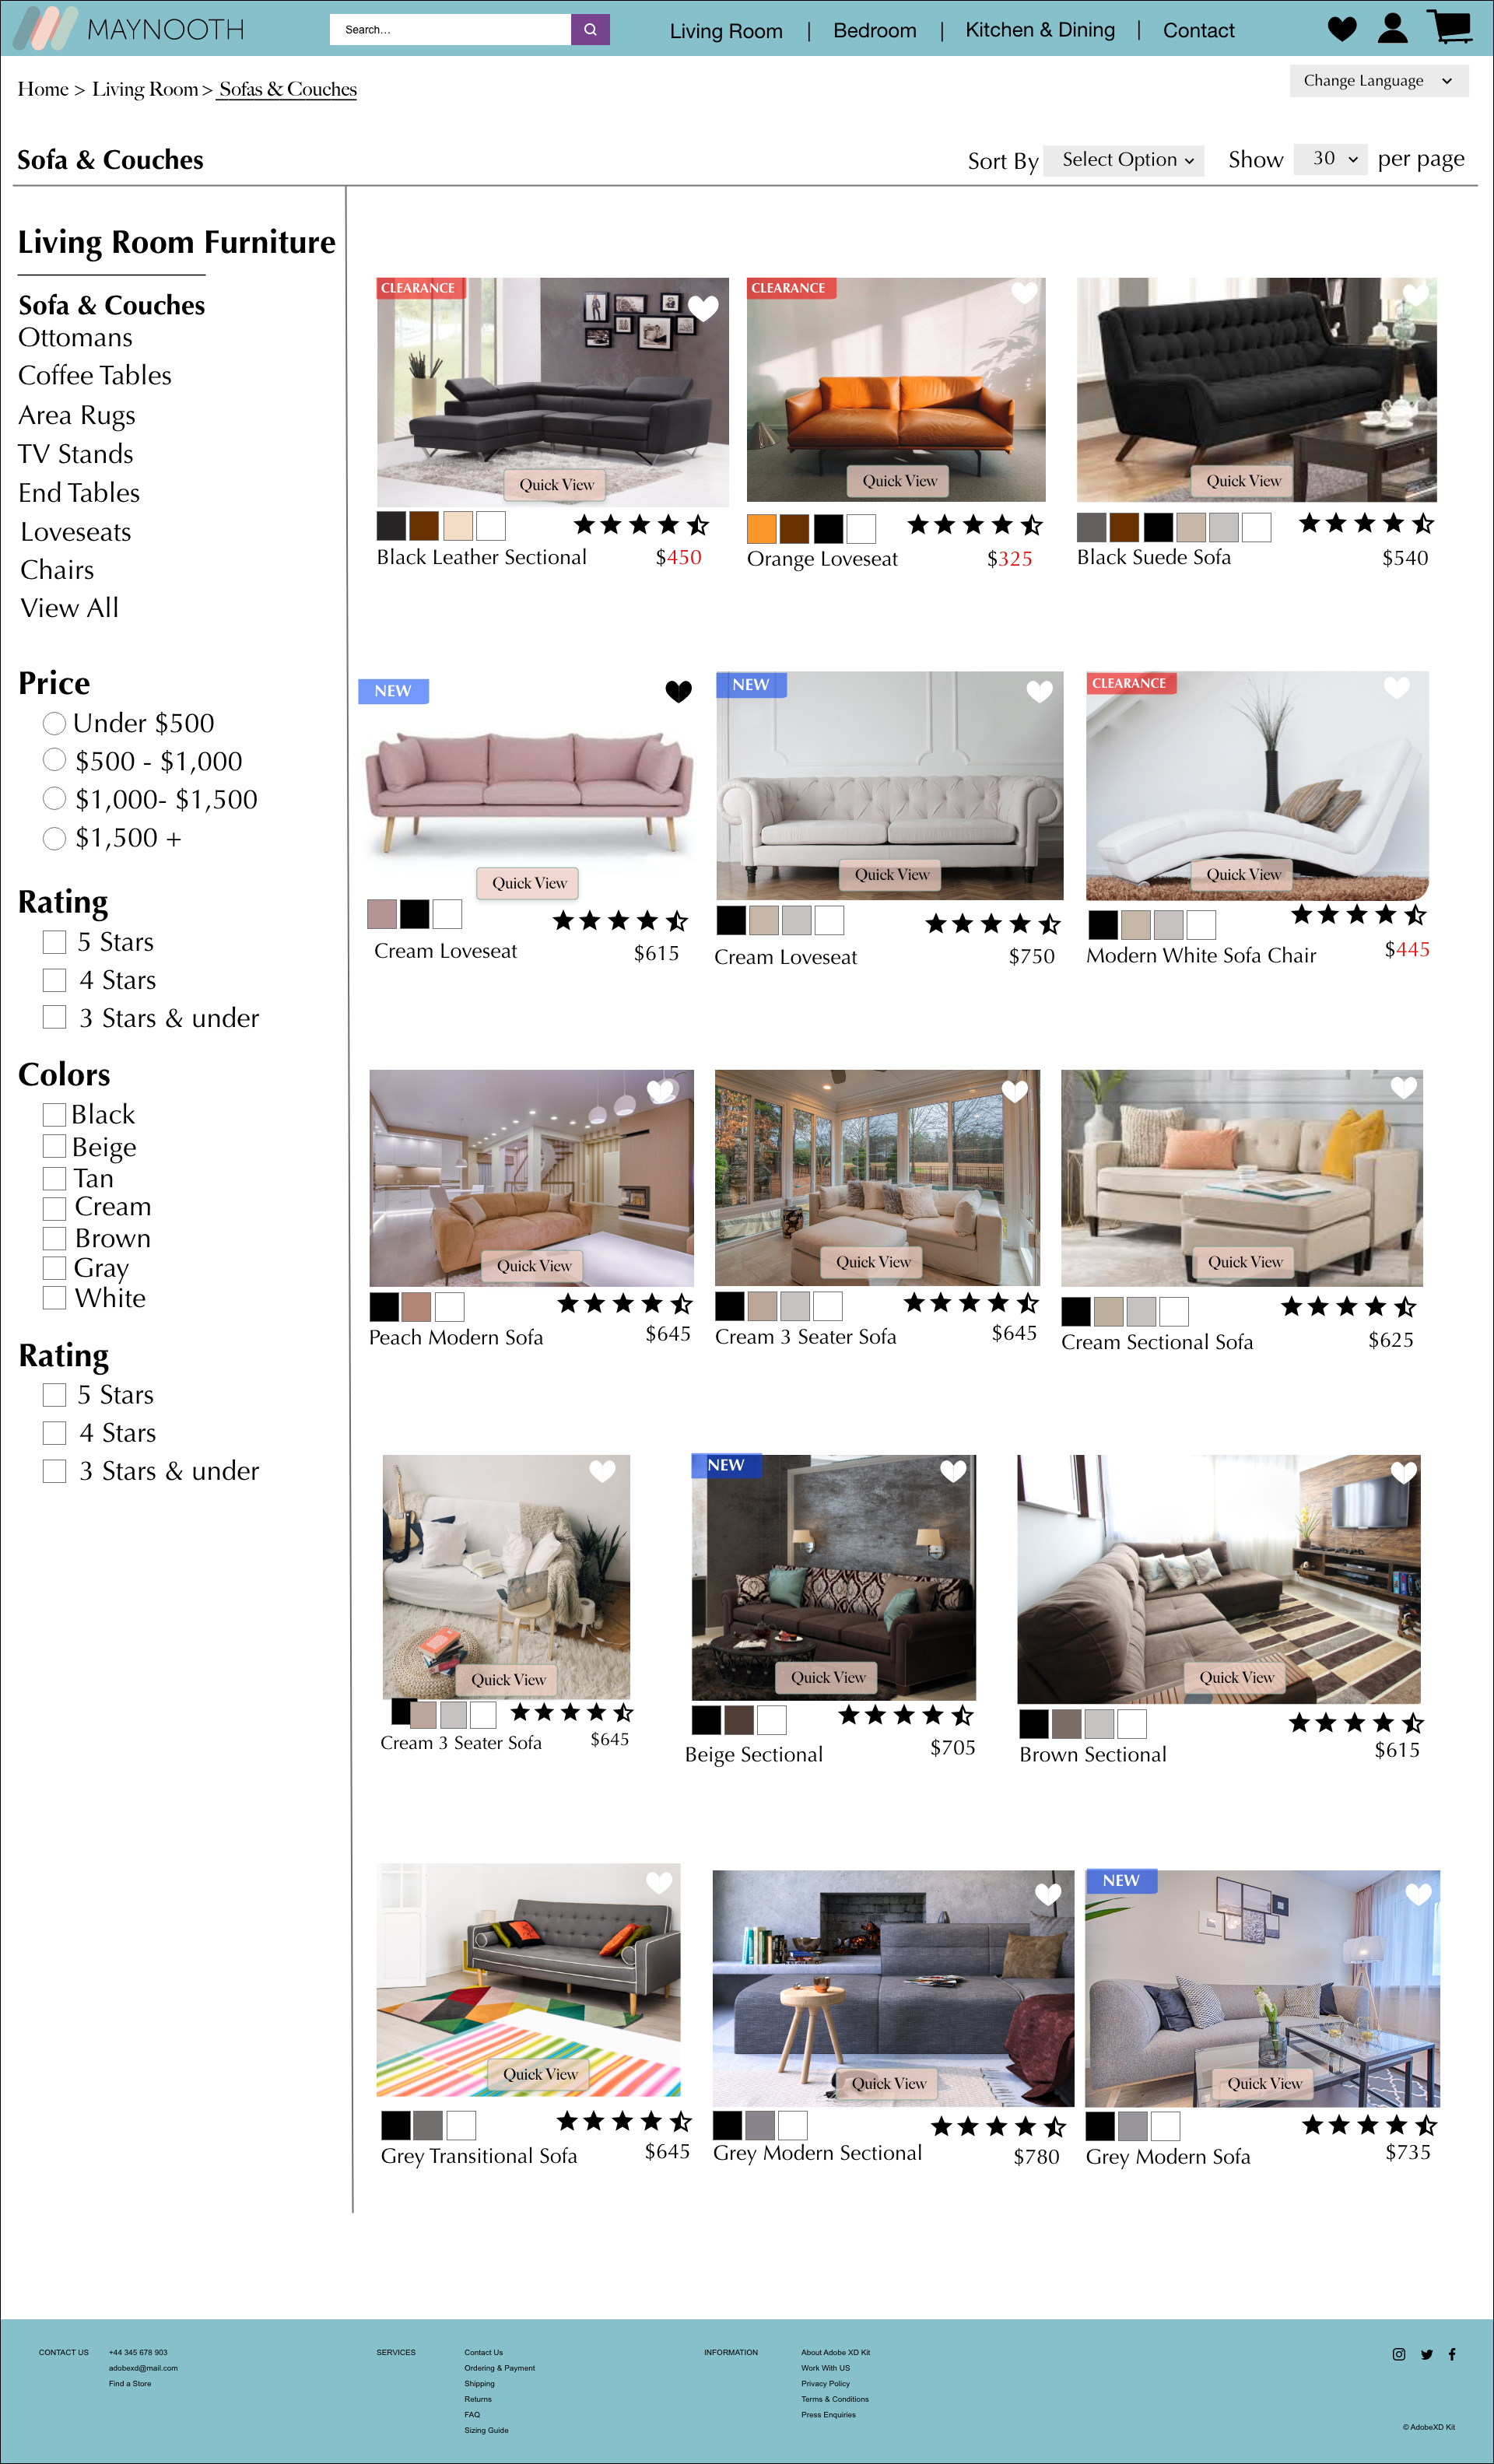 MAYNOOTH
Search...
Living Room | Bedroom | Kitchen & Dining | Contact
Home > Living Room > Sofas & Couches
Change Language
Sofa & Couches
Sort By Select Option Show 30 per page
Living Room Furniture
Sofa & Couches
Ottomans
Coffee Tables
Area Rugs
TV Stands
End Tables
Loveseats
Chairs
View All
Price
Under $500
$500 - $1,000
$1,000- $1,500
$1,500 +
Rating
5 Stars
4 Stars
3 Stars & under
Colors
Black
Beige
Tan
Cream
Brown
Gray
White
Rating
5 Stars
4 Stars
3 Stars & under
CLEARANCE
Quick View
Black Leather Sectional $450
CLEARANCE
Quick View
Orange Loveseat $325
Quick View
Black Suede Sofa $540
NEW
Quick View
Cream Loveseat $615
NEW
Quick View
Cream Loveseat $750
CLEARANCE
Quick View
Modern White Sofa Chair $445
Quick View
Peach Modern Sofa $645
Quick View
Cream 3 Seater Sofa $645
Quick View
Cream Sectional Sofa $625
Quick View
Cream 3 Seater Sofa $645
NEW
Quick View
Beige Sectional $705
Quick View
Brown Sectional $615
Quick View
Grey Transitional Sofa $645
Quick View
Grey Modern Sectional $780
NEW
Quick View
Grey Modern Sofa $735
CONTACT US
+44 345 678 903
adobexd@mail.com
Find a Store
SERVICES
Contact Us
Ordering & Payment
Shipping
Returns
FAQ
Sizing Guide
INFORMATION
About Adobe XD Kit
Work With US
Privacy Policy
Terms & Conditions
Press Enquiries
© AdobeXD Kit